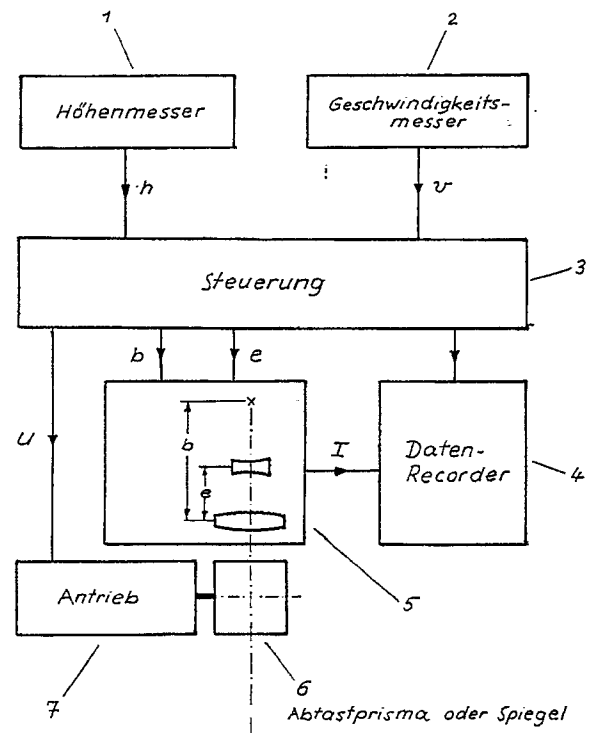 1
2
Höhenmesser
Geschwindigkeits-
messer
h
v
Steuerung
3
b
e
U
b
e
I
Daten-
Recorder
4
Antrieb
5
7
6
Abtastprisma oder Spiegel